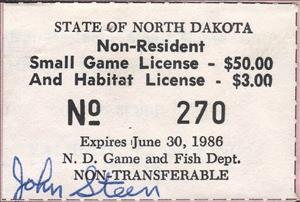 STATE OF NORTH DAKOTA
Non-Resident
Small Game License - $50.00
And Habitat License - $3.00
No 270
Expires June 30, 1986
N. D. Game and Fish Dept.
NON-TRANSFERABLE
John Steen